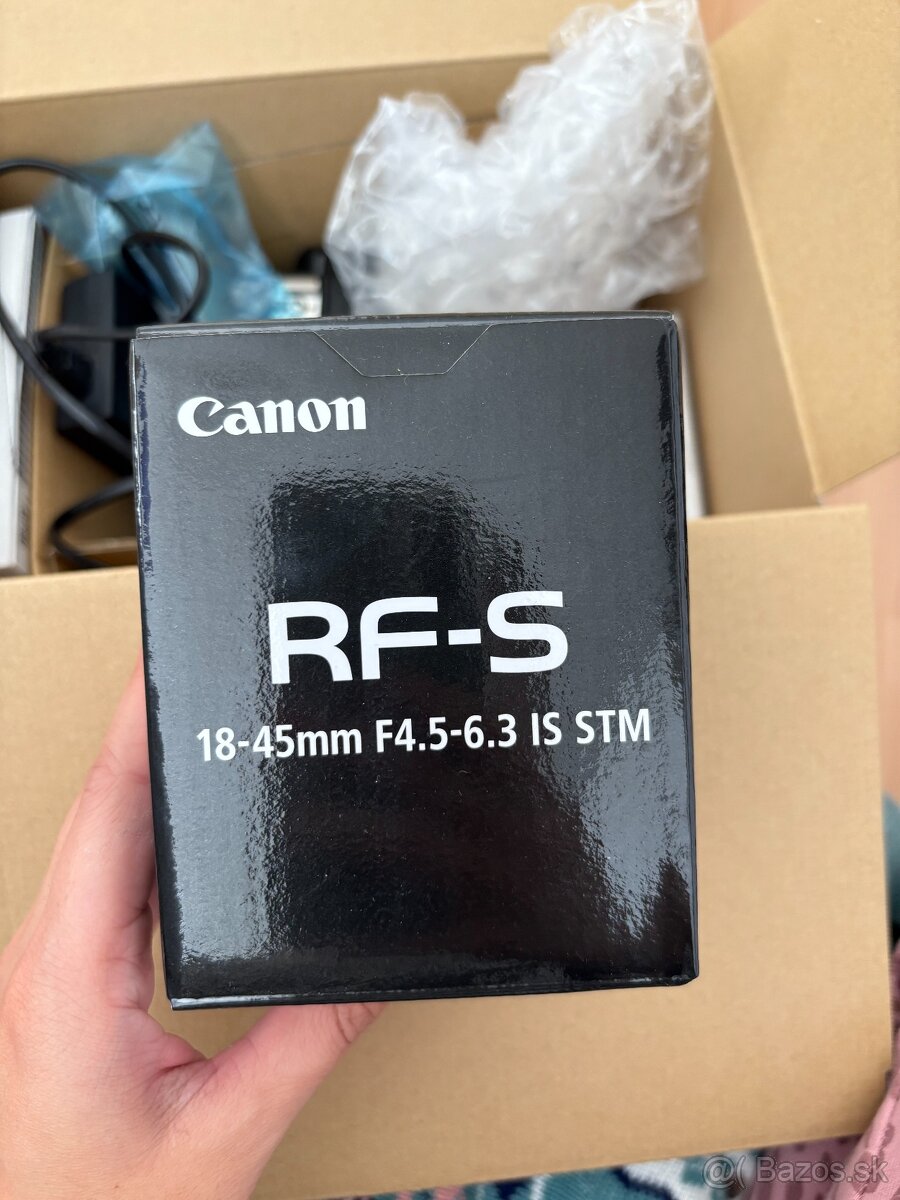 Canon
RF-S
18-45mm F4.5-6.3 IS STM
@( Bazos.sk